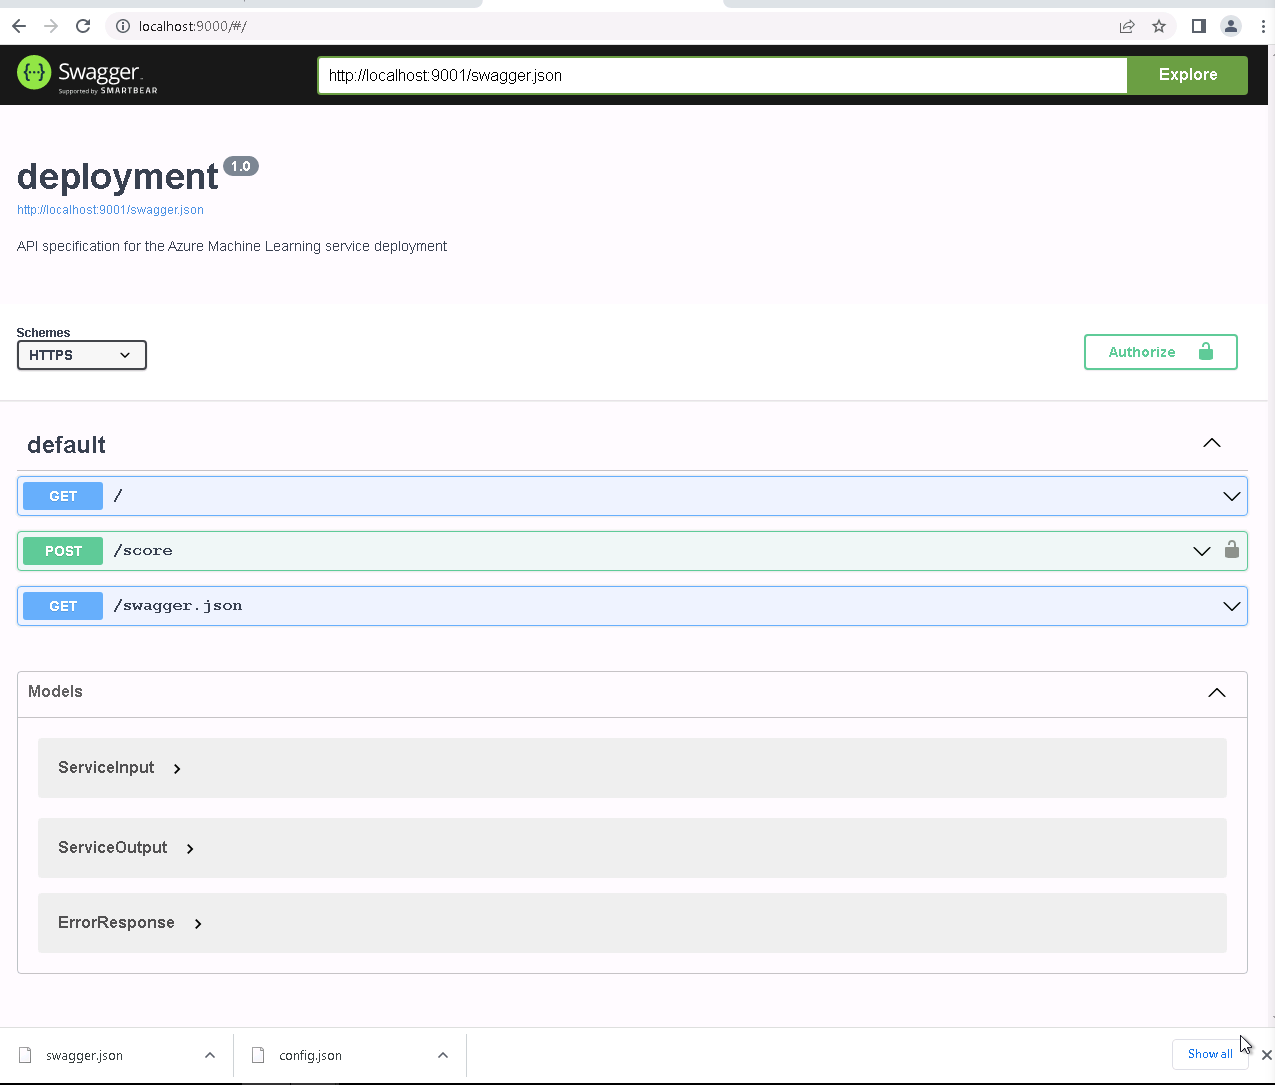 localhost:9000/#/
Swagger.
Supported by SMARTBEAR
http://localhost:9001/swagger.json
Explore
deployment 1.0
http://localhost:9001/swagger.json
API specification for the Azure Machine Learning service deployment
Schemes
HTTPS
Authorize
default
GET /
POST /score
GET /swagger.json
Models
ServiceInput
ServiceOutput
ErrorResponse
swagger.json
config.json
Show all